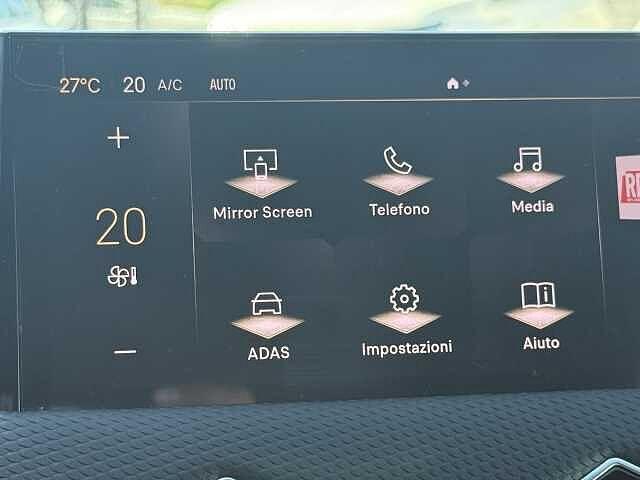 27°C 20 A/C AUTO
+
20
−
Mirror Screen Telefono Media
ADAS Impostazioni Aiuto